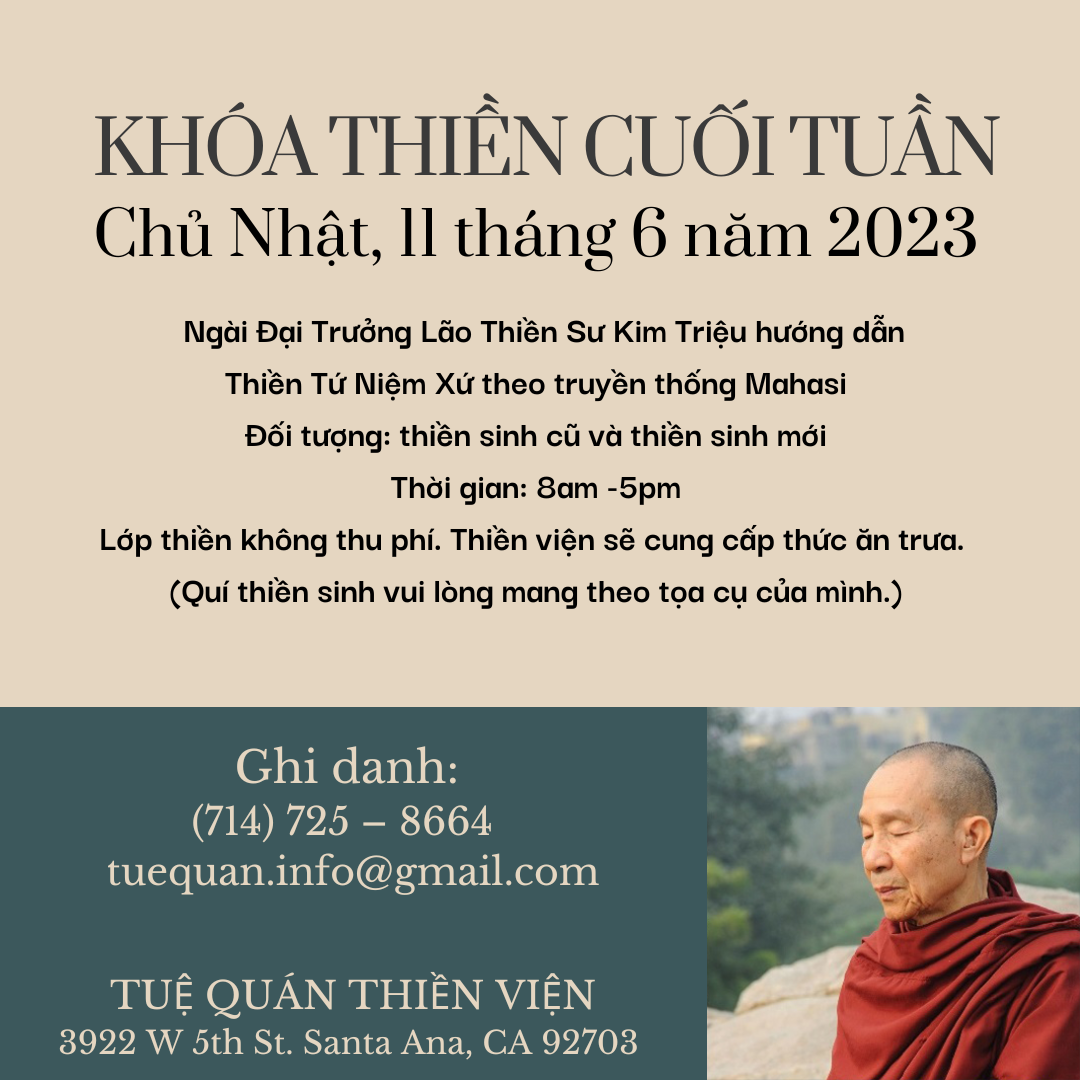 KHÓA THIỀN CUỐI TUẦN
Chủ Nhật, 11 tháng 6 năm 2023
Ngài Đại Trưởng Lão Thiền Sư Kim Triệu hướng dẫn
Thiền Tứ Niệm Xứ theo truyền thống Mahasi
Đối tượng: thiền sinh cũ và thiền sinh mới
Thời gian: 8am -5pm
Lớp thiền không thu phí. Thiền viện sẽ cung cấp thức ăn trưa.
(Quí thiền sinh vui lòng mang theo tọa cụ của mình.)
Ghi danh:
(714) 725 – 8664
tuequan.info@gmail.com
TUỆ QUÁN THIỀN VIỆN
3922 W 5th St. Santa Ana, CA 92703